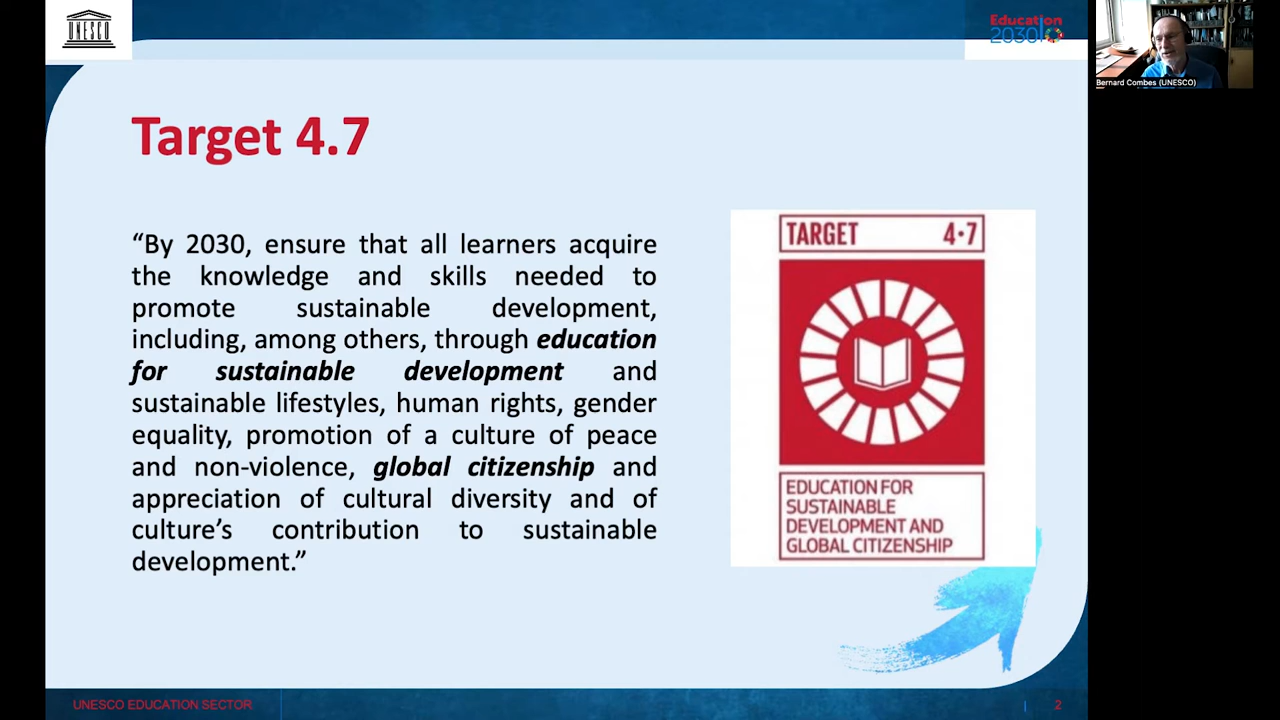 UNESCO
Education
2030
Bernard Combes (UNESCO)
Target 4.7
“By 2030, ensure that all learners acquire
the knowledge and skills needed to
promote sustainable development,
including, among others, through education
for sustainable development and
sustainable lifestyles, human rights, gender
equality, promotion of a culture of peace
and non-violence, global citizenship and
appreciation of cultural diversity and of
culture’s contribution to sustainable
development.”
TARGET 4·7
EDUCATION FOR
SUSTAINABLE
DEVELOPMENT AND
GLOBAL CITIZENSHIP
UNESCO EDUCATION SECTOR
2